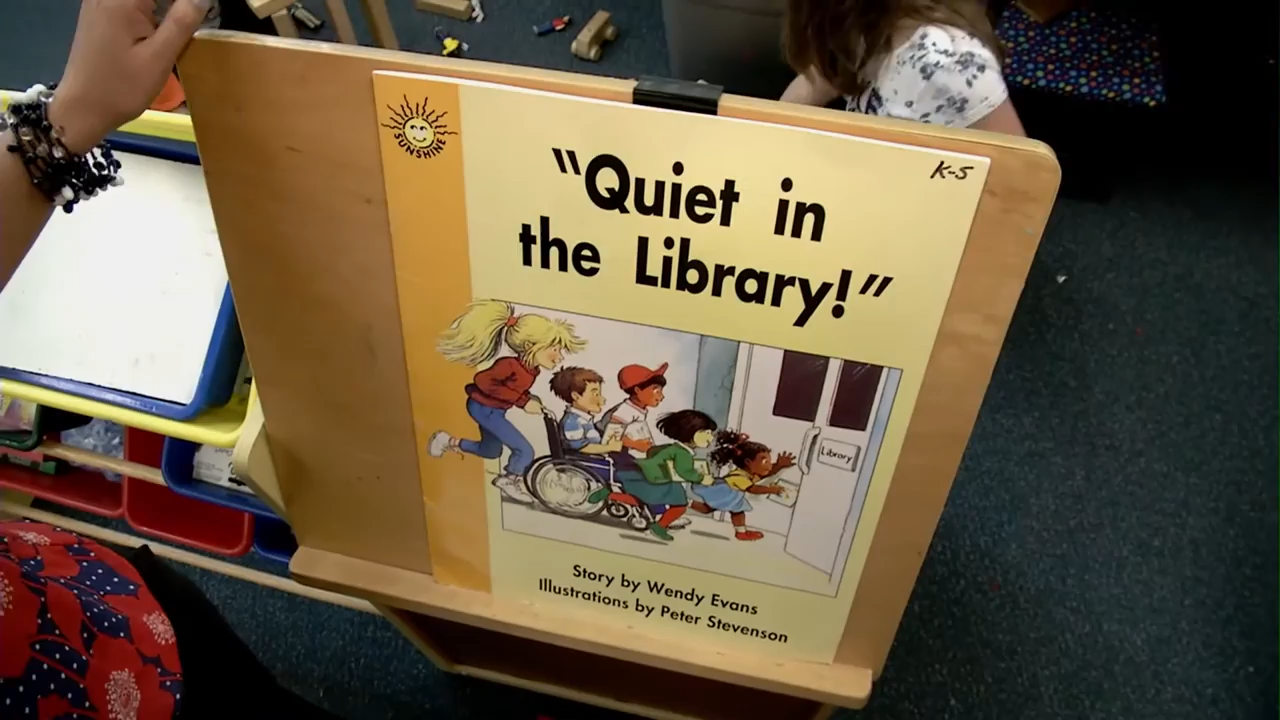 SUNSHINE
K-5
“Quiet in
the Library!”
Library
Story by Wendy Evans
Illustrations by Peter Stevenson